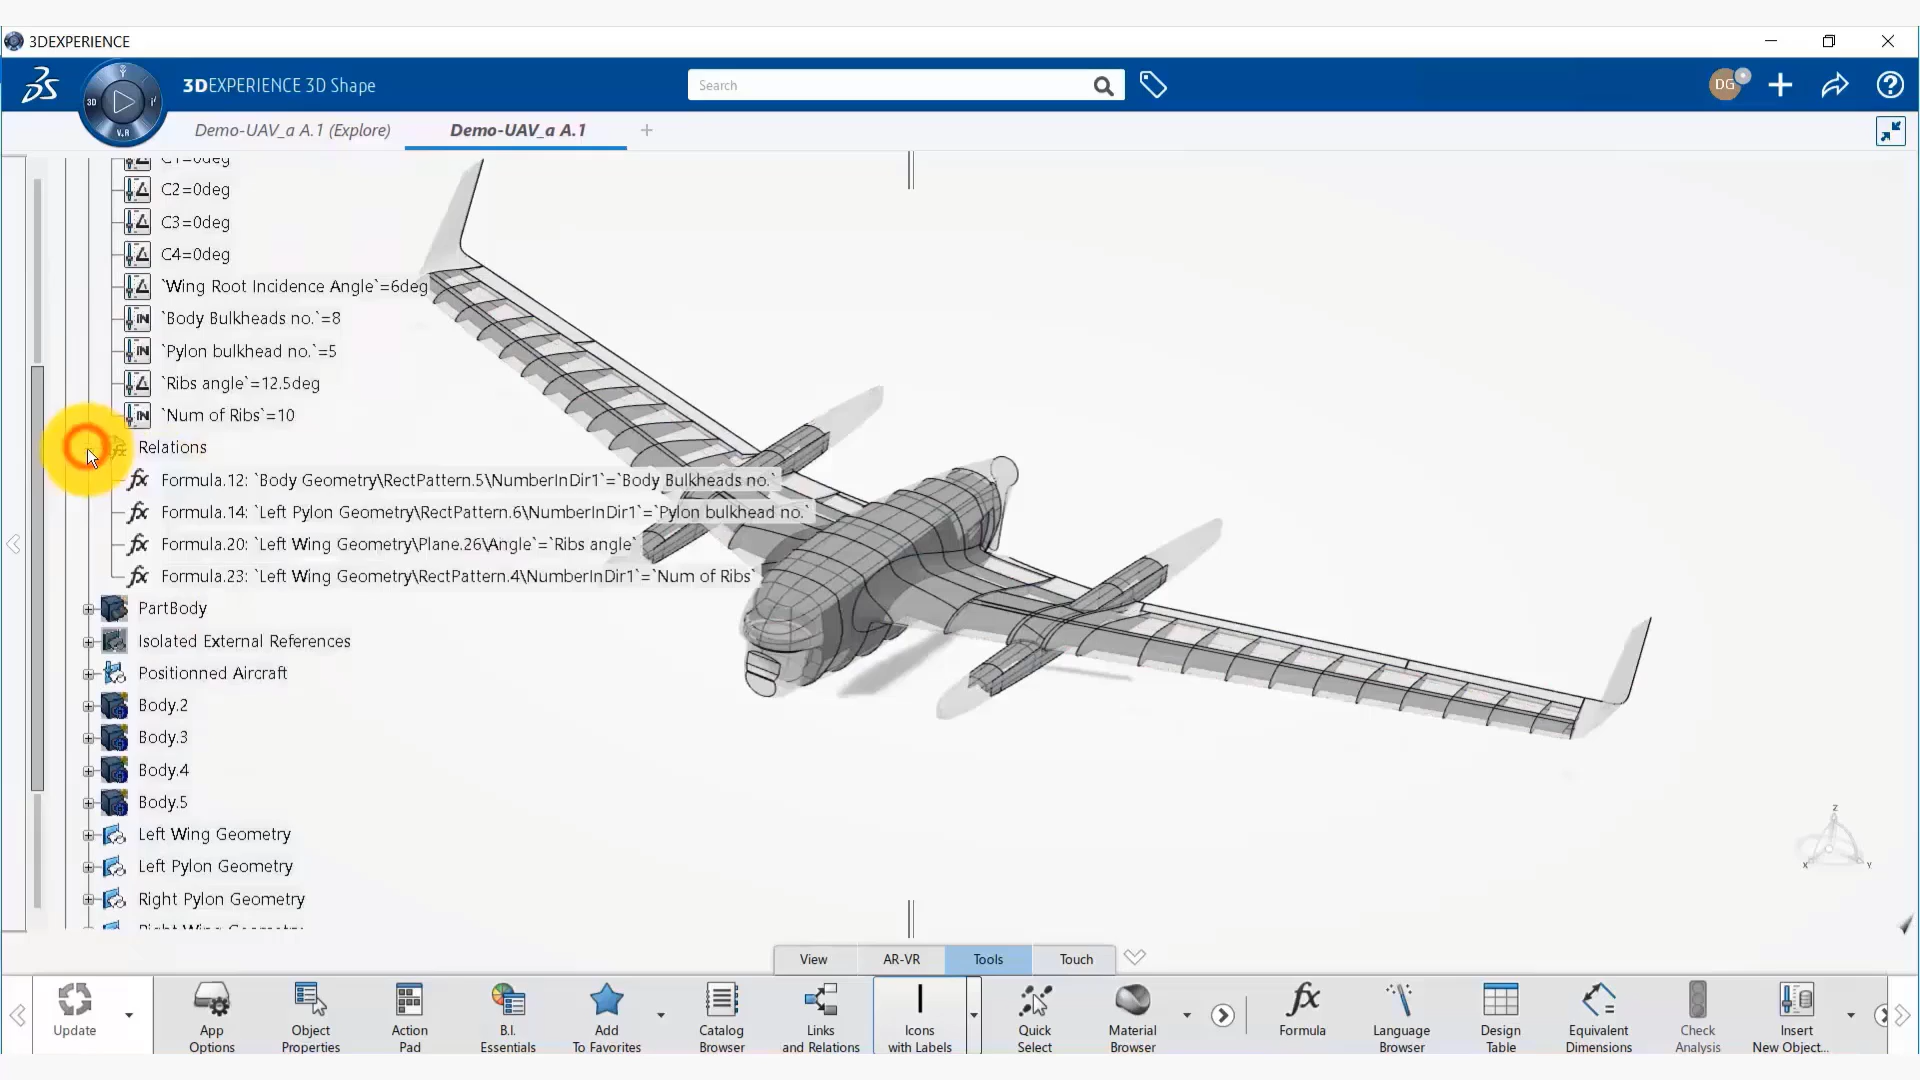 3DEXPERIENCE
3DEXPERIENCE 3D Shape
Search
DG
3D
V.R
Demo-UAV_a A.1 (Explore)
Demo-UAV_a A.1
C1=0deg
C2=0deg
C3=0deg
C4=0deg
`Wing Root Incidence Angle`=6deg
`Body Bulkheads no.`=8
`Pylon bulkhead no.`=5
`Ribs angle`=12.5deg
`Num of Ribs`=10
Relations
Formula.12: `Body Geometry\RectPattern.5\NumberInDir1`=`Body Bulkheads no.`
Formula.14: `Left Pylon Geometry\RectPattern.6\NumberInDir1`=`Pylon bulkhead no.`
Formula.20: `Left Wing Geometry\Plane.26\Angle`=`Ribs angle`
Formula.23: `Left Wing Geometry\RectPattern.4\NumberInDir1`=`Num of Ribs`
PartBody
Isolated External References
Positionned Aircraft
Body.2
Body.3
Body.4
Body.5
Left Wing Geometry
Left Pylon Geometry
Right Pylon Geometry
Right Wing Geometry
z
x
y
View
AR-VR
Tools
Touch
Update
App Options
Object Properties
Action Pad
B.I. Essentials
Add To Favorites
Catalog Browser
Links and Relations
Icons with Labels
Quick Select
Material Browser
Formula
Language Browser
Design Table
Equivalent Dimensions
Check Analysis
Insert New Object...